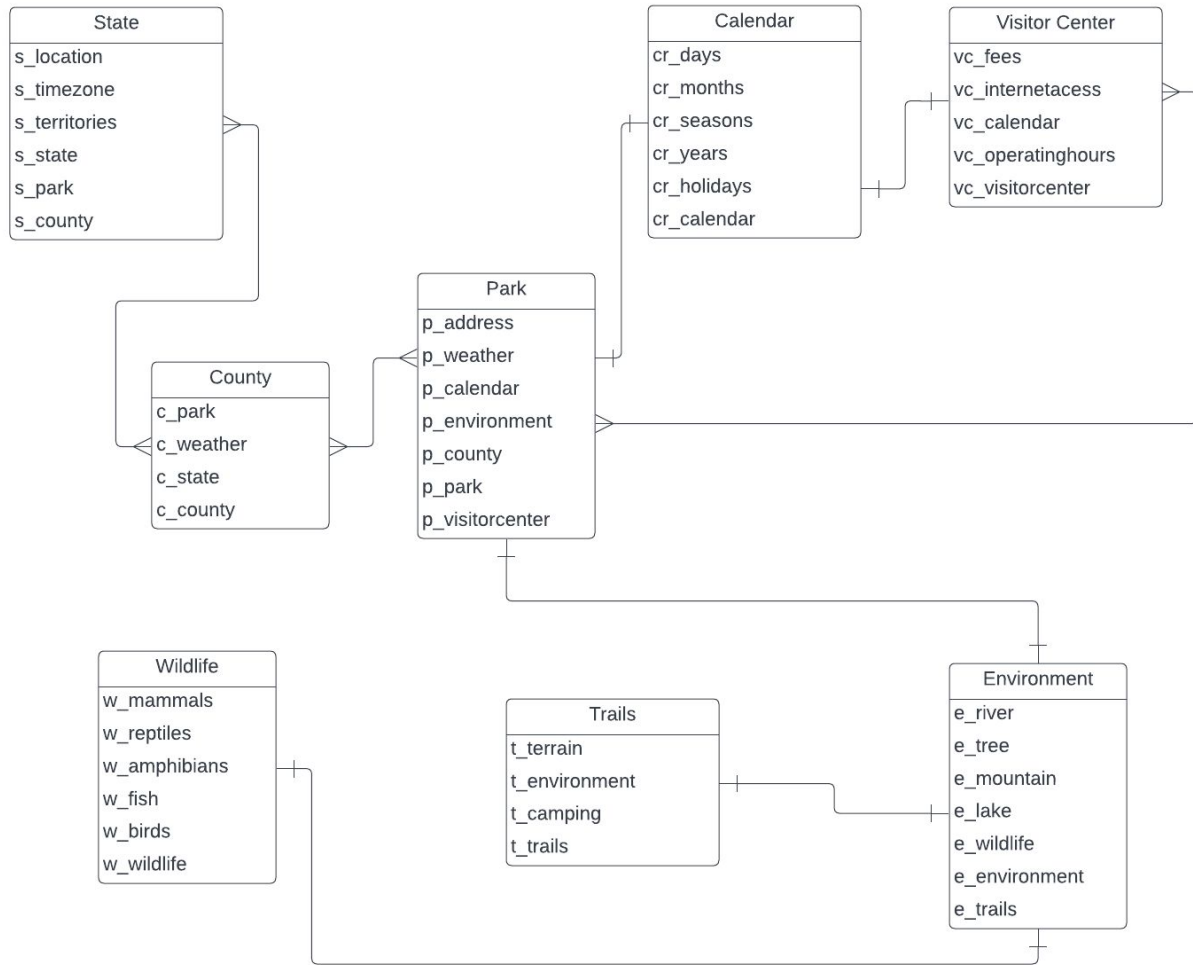 State
s_location
s_timezone
s_territories
s_state
s_park
s_county
Calendar
cr_days
cr_months
cr_seasons
cr_years
cr_holidays
cr_calendar
Visitor Center
vc_fees
vc_internetacess
vc_calendar
vc_operatinghours
vc_visitorcenter
County
c_park
c_weather
c_state
c_county
Park
p_address
p_weather
p_calendar
p_environment
p_county
p_park
p_visitorcenter
Wildlife
w_mammals
w_reptiles
w_amphibians
w_fish
w_birds
w_wildlife
Trails
t_terrain
t_environment
t_camping
t_trails
Environment
e_river
e_tree
e_mountain
e_lake
e_wildlife
e_environment
e_trails